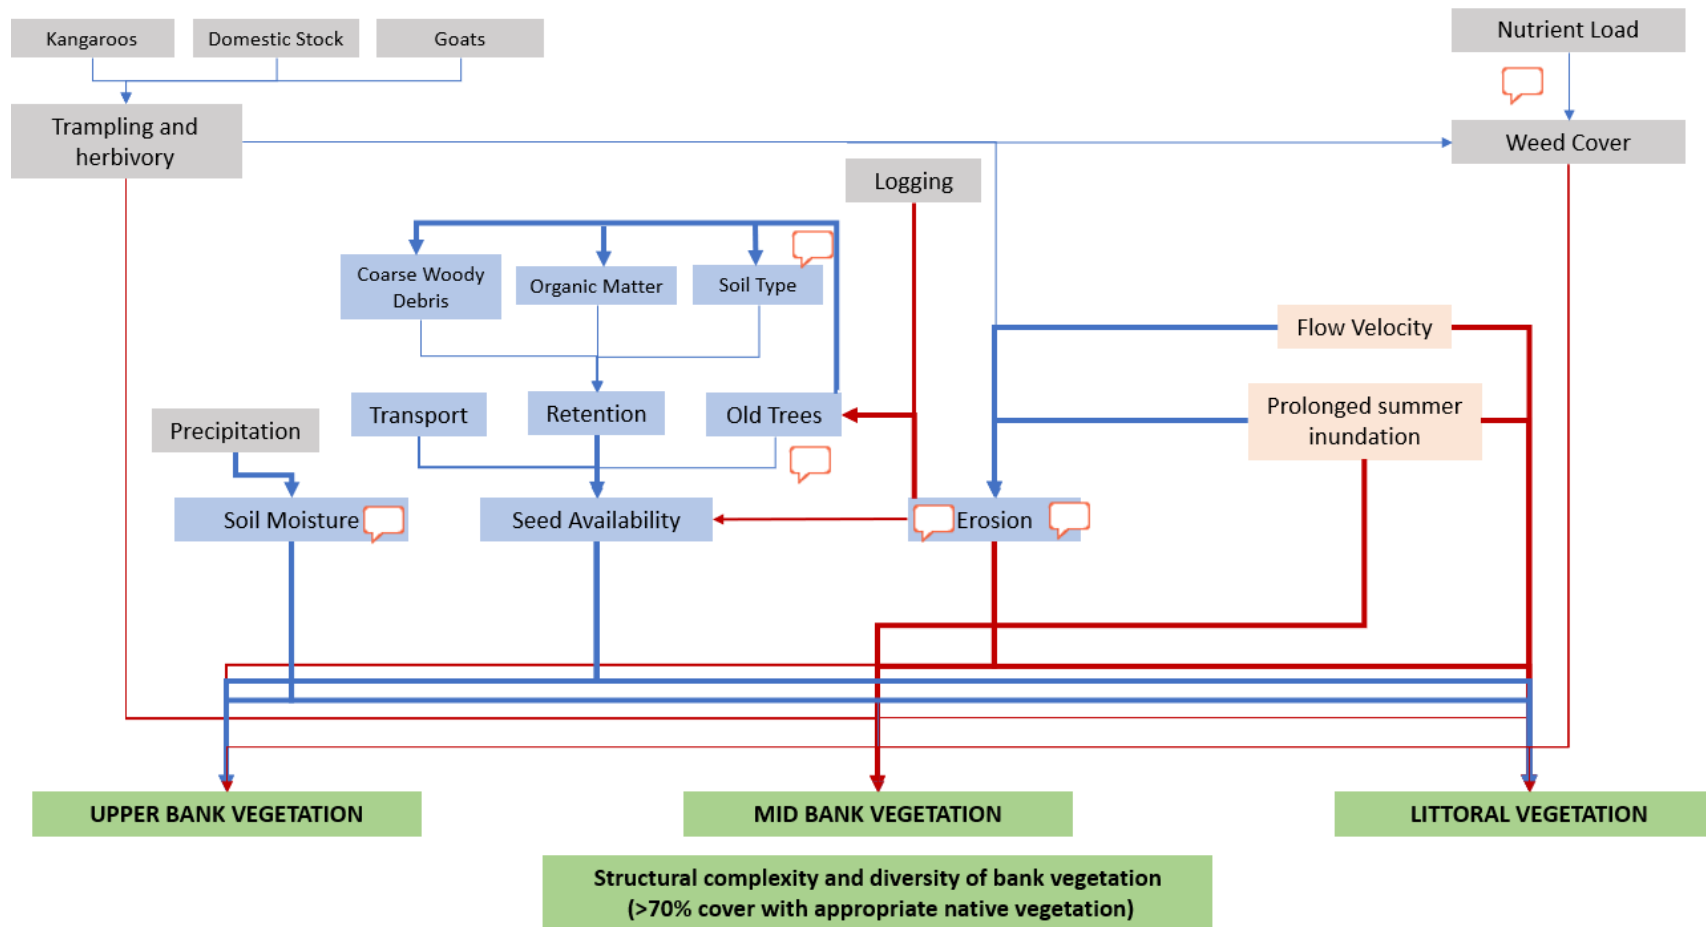 Kangaroos
Domestic Stock
Goats
Nutrient Load
Trampling and
herbivory
Weed Cover
Logging
Coarse Woody
Debris
Organic Matter
Soil Type
Flow Velocity
Precipitation
Transport
Retention
Old Trees
Prolonged summer
inundation
Soil Moisture
Seed Availability
Erosion
UPPER BANK VEGETATION
MID BANK VEGETATION
LITTORAL VEGETATION
Structural complexity and diversity of bank vegetation
(>70% cover with appropriate native vegetation)